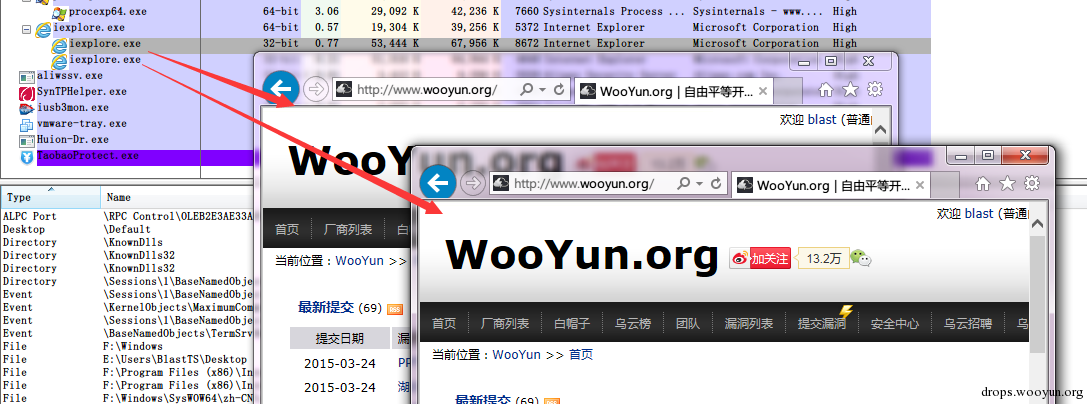 procexp64.exe 64-bit 3.06 29,092 K 42,236 K 7660 Sysinternals Process ... Sysinternals - www.... High
iexplore.exe 64-bit 0.57 19,304 K 39,256 K 5372 Internet Explorer Microsoft Corporation High
iexplore.exe 32-bit 0.77 53,444 K 67,956 K 8672 Internet Explorer Microsoft Corporation High
iexplore.exe
aliwssv.exe
SynTPHelper.exe
iusb3mon.exe
vmware-tray.exe
Huion-Dr.exe
TaobaoProtect.exe
Type Name
ALPC Port \RPC Control\OLEB2E3AE33A
Desktop \Default
Directory \KnownDlls
Directory \KnownDlls32
Directory \KnownDlls32
Directory \Sessions\1\BaseNamedObje
Event \Sessions\1\BaseNamedObje
Event \KernelObjects\MaximumCom
Event \Sessions\1\BaseNamedObje
Event \BaseNamedObjects\TermSrv
File F:\Windows
File E:\Users\BlastTS\Desktop
File F:\Program Files (x86)\In
File F:\Program Files (x86)\In
File F:\Windows\SysWOW64\zh-CN
http://www.wooyun.org/
WooYun.org | 自由平等开...
欢迎 blast (普通
WooYun.org
首页 厂商列表 白
当前位置：WooYun >>
最新提交 (69)
提交日期 漏
2015-03-24
2015-03-24 湖
http://www.wooyun.org/
WooYun.org | 自由平等开...
欢迎 blast (普通
WooYun.org
加关注 13.2万
首页 厂商列表 白帽子 乌云榜 团队 漏洞列表 提交漏洞 安全中心 乌云招聘 乌
当前位置：WooYun >> 首页
最新提交 (69)
drops.wooyun.org